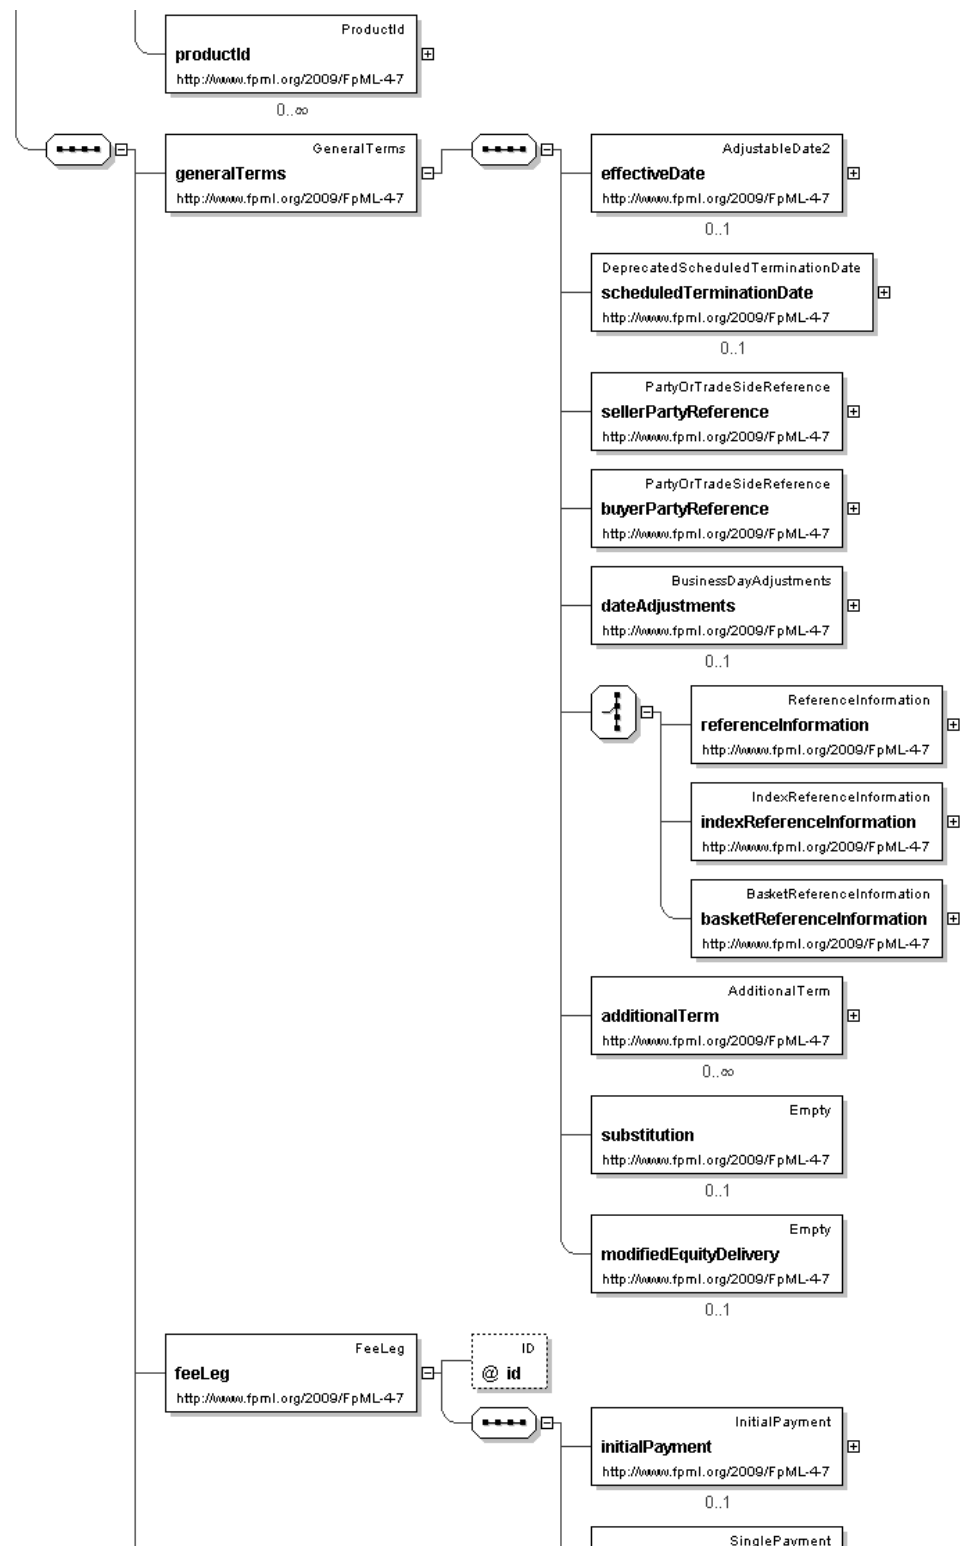 ProductId
productId
http://www.fpml.org/2009/FpML-4-7
0..∞
GeneralTerms
generalTerms
http://www.fpml.org/2009/FpML-4-7
AdjustableDate2
effectiveDate
http://www.fpml.org/2009/FpML-4-7
0..1
DeprecatedScheduledTerminationDate
scheduledTerminationDate
http://www.fpml.org/2009/FpML-4-7
0..1
PartyOrTradeSideReference
sellerPartyReference
http://www.fpml.org/2009/FpML-4-7
PartyOrTradeSideReference
buyerPartyReference
http://www.fpml.org/2009/FpML-4-7
BusinessDayAdjustments
dateAdjustments
http://www.fpml.org/2009/FpML-4-7
0..1
ReferenceInformation
referenceInformation
http://www.fpml.org/2009/FpML-4-7
IndexReferenceInformation
indexReferenceInformation
http://www.fpml.org/2009/FpML-4-7
BasketReferenceInformation
basketReferenceInformation
http://www.fpml.org/2009/FpML-4-7
AdditionalTerm
additionalTerm
http://www.fpml.org/2009/FpML-4-7
0..∞
Empty
substitution
http://www.fpml.org/2009/FpML-4-7
0..1
Empty
modifiedEquityDelivery
http://www.fpml.org/2009/FpML-4-7
0..1
FeeLeg
feeLeg
http://www.fpml.org/2009/FpML-4-7
ID
@ id
InitialPayment
initialPayment
http://www.fpml.org/2009/FpML-4-7
0..1
SinglePayment